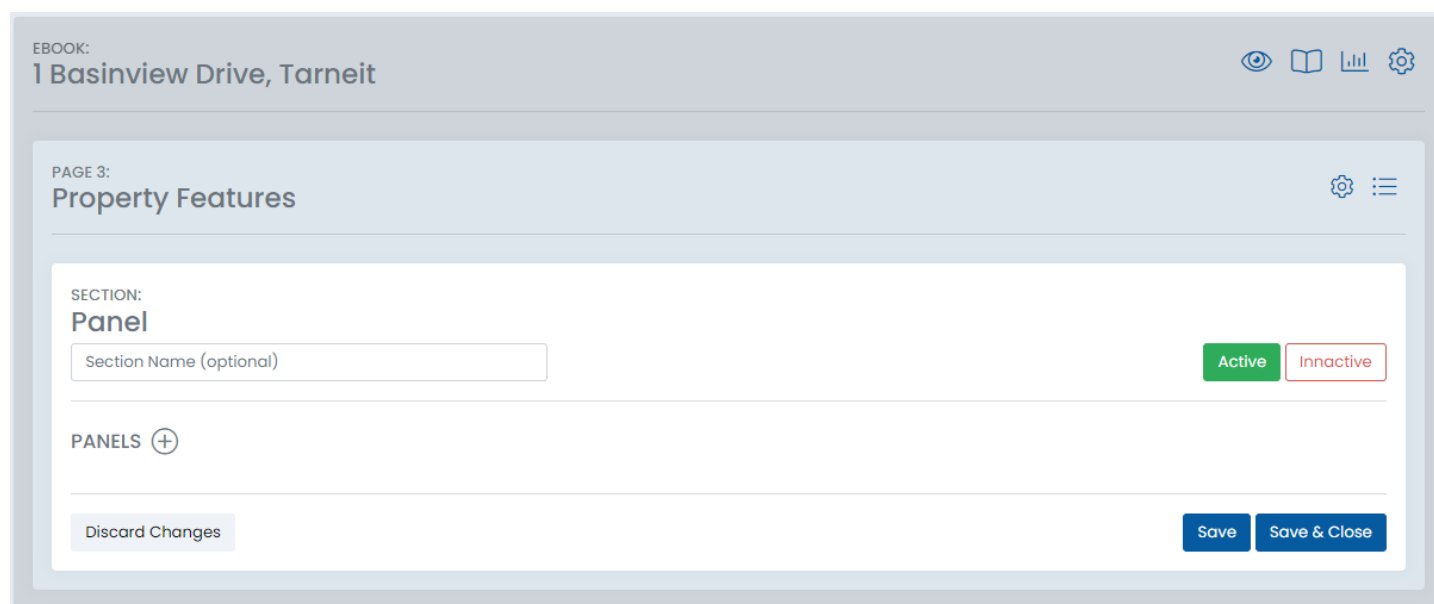 EBOOK:
1 Basinview Drive, Tarneit
PAGE 3:
Property Features
SECTION:
Panel
Section Name (optional)
Active Innactive
PANELS
Discard Changes Save Save & Close